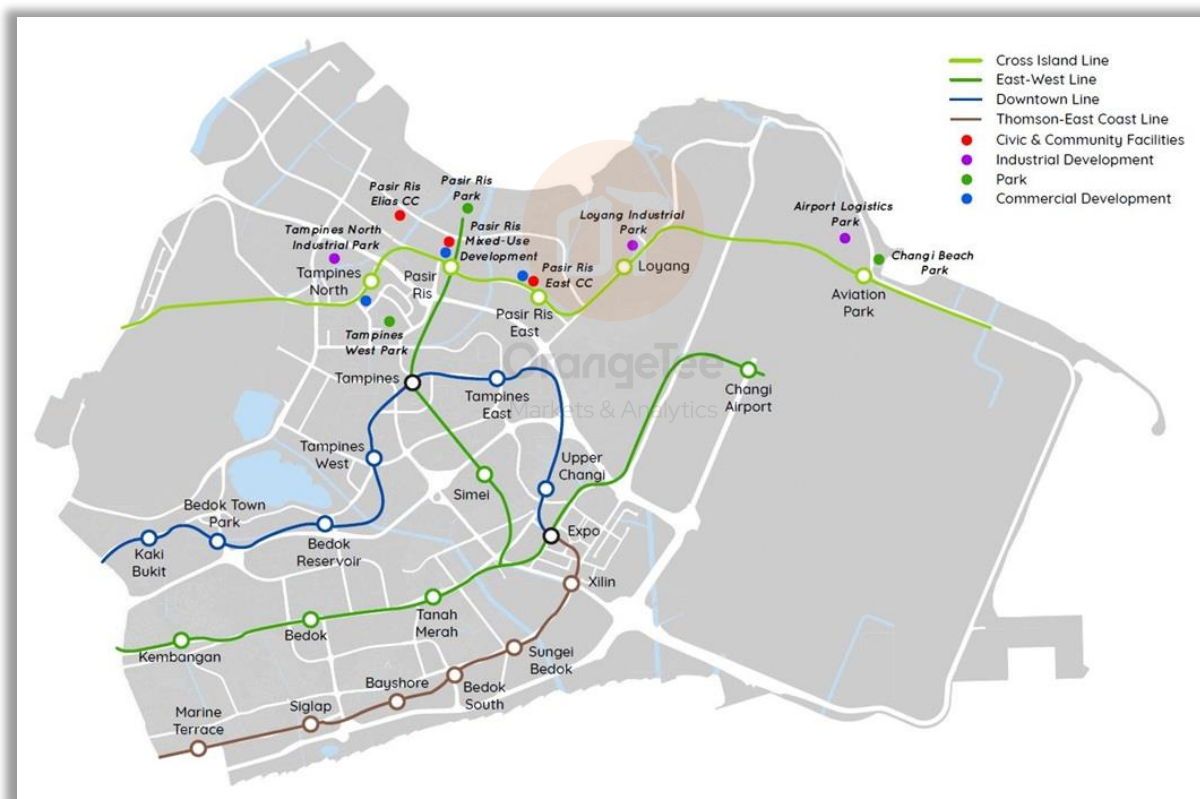 Cross Island Line
East-West Line
Downtown Line
Thomson-East Coast Line
Civic & Community Facilities
Industrial Development
Park
Commercial Development
Pasir Ris
Elias CC
Pasir Ris
Park
Tampines North
Industrial Park
Pasir Ris
Mixed-Use
Development
Loyang Industrial
Park
Airport Logistics
Park
Changi Beach
Park
Tampines
North
Pasir
Ris
Pasir Ris
East CC
Loyang
Aviation
Park
Pasir Ris
East
Tampines
West Park
OrangeTee
Markets & Analytics
Tampines
Tampines
East
Changi
Airport
Tampines
West
Upper
Changi
Simei
Bedok Town
Park
Expo
Kaki
Bukit
Bedok
Reservoir
Xilin
Tanah
Merah
Bedok
Kembangan
Sungei
Bedok
Bayshore
Bedok
South
Siglap
Marine
Terrace